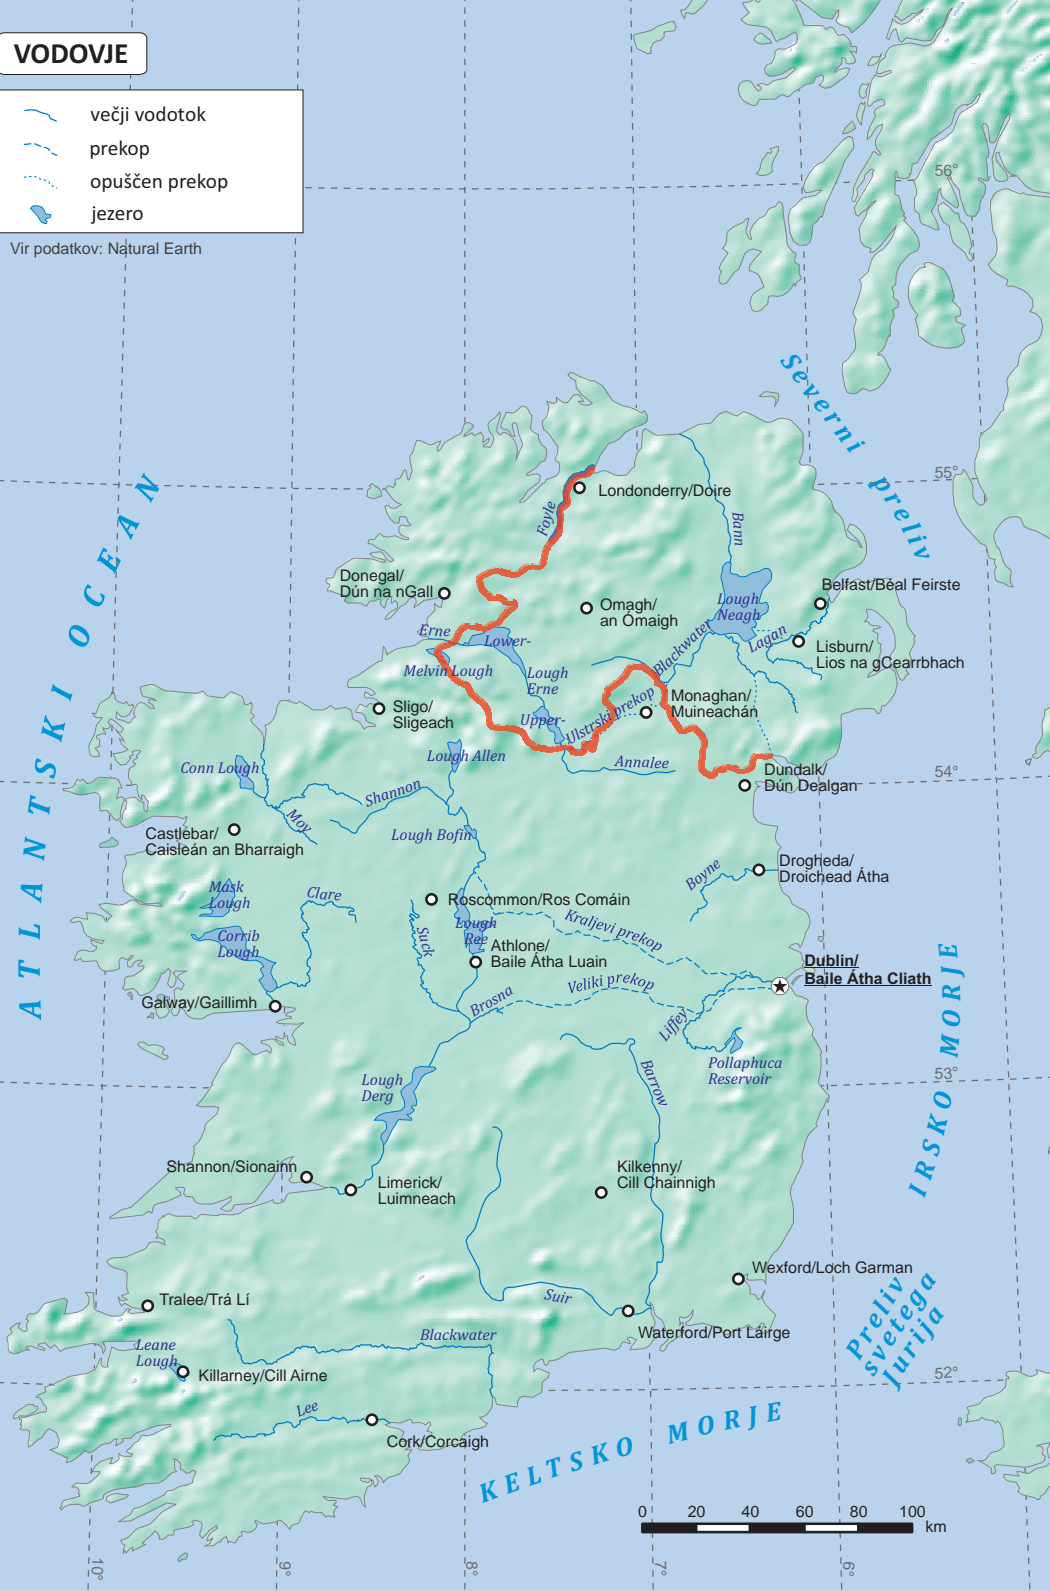 VODOVJE
večji vodotok
prekop
opuščen prekop
jezero
Vir podatkov: Natural Earth
56°
Severni preliv
55°
ATLANTSKI OCEAN
Londonderry/Doire
Foyle
Bann
Donegal/
Dún na nGall
Belfast/Béal Feirste
Lough
Neagh
Omagh/
an Ómaigh
Erne
Lower-
Blackwater
Lagan
Lisburn/
Lios na gCearrbhach
Melvin Lough
Lough
Erne
Monaghan/
Muineachán
Sligo/
Sligeach
Upper-
Ulstrski prekop
Lough Allen
Annalee
Conn Lough
54°
Dundalk/
Dún Dealgan
Shannon
Moy
Lough Bofin
Castlebar/
Caisleán an Bharraigh
Drogheda/
Droichead Átha
Boyne
Mask
Lough
Clare
Roscommon/Ros Comáin
Lough
Ree
Kraljevi prekop
Corrib
Lough
Suck
Athlone/
Baile Átha Luain
Dublin/
Baile Átha Cliath
IRSKO MORJE
Veliki prekop
Galway/Gaillimh
Brosna
Liffey
Pollaphuca
Reservoir
53°
Lough
Derg
Barrow
Shannon/Sionainn
Limerick/
Luimneach
Kilkenny/
Cill Chainnigh
Wexford/Loch Garman
Tralee/Trá Lí
Suir
Preliv
svetega
Jurija
Waterford/Port Láirge
Blackwater
Leane
Lough
Killarney/Cill Airne
52°
Lee
Cork/Corcaigh
KELTSKO MORJE
0 20 40 60 80 100
km
10°
9°
8°
7°
6°